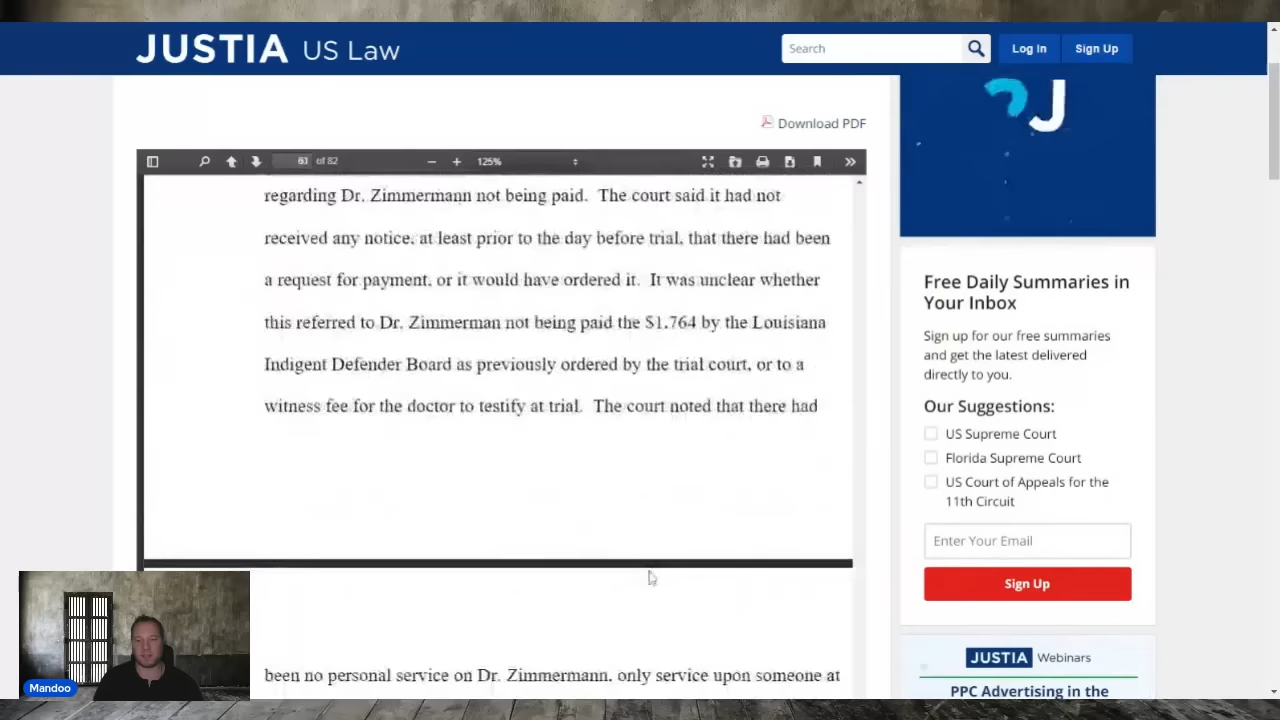 JUSTIA US Law
Search
Log In
Sign Up
Download PDF
61 of 82
125%
regarding Dr. Zimmermann not being paid. The court said it had not
received any notice, at least prior to the day before trial, that there had been
a request for payment, or it would have ordered it. It was unclear whether
this referred to Dr. Zimmerman not being paid the $1,764 by the Louisiana
Indigent Defender Board as previously ordered by the trial court, or to a
witness fee for the doctor to testify at trial. The court noted that there had
been no personal service on Dr. Zimmermann, only service upon someone at
J
Free Daily Summaries in
Your Inbox
Sign up for our free summaries
and get the latest delivered
directly to you.
Our Suggestions:
US Supreme Court
Florida Supreme Court
US Court of Appeals for the
11th Circuit
Enter Your Email
Sign Up
JUSTIA Webinars
PPC Advertising in the
Mandoo